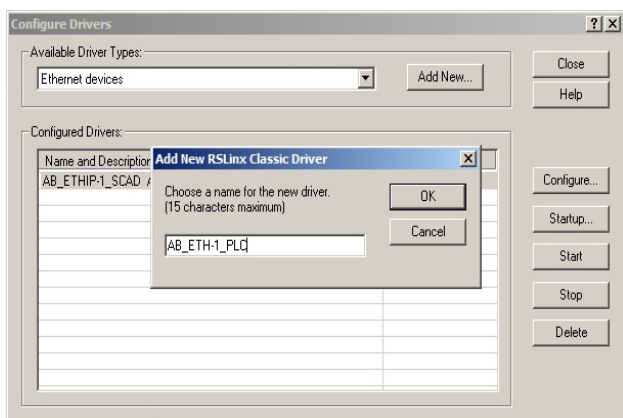 Configure Drivers
Available Driver Types:
Ethernet devices
Add New...
Close
Help
Configured Drivers:
Name and Description
AB_ETHIP-1_SCAD
Add New RSLinx Classic Driver
Choose a name for the new driver.
(15 characters maximum)
AB_ETH-1_PLC
OK
Cancel
Configure...
Startup...
Start
Stop
Delete